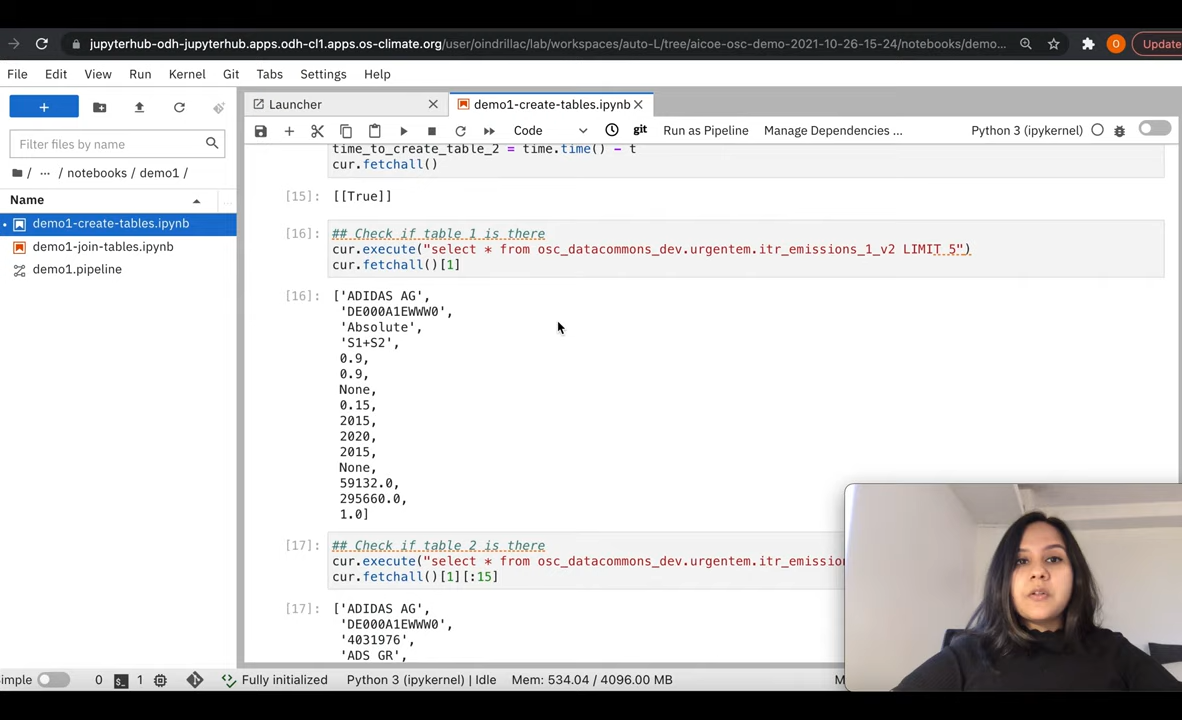 jupyterhub-odh-jupyterhub.apps.odh-cl1.apps.os-climate.org/user/oindrillac/lab/workspaces/auto-L/tree/aicoe-osc-demo-2021-10-26-15-24/notebooks/demo...
O
Update
File Edit View Run Kernel Git Tabs Settings Help
+
Launcher
demo1-create-tables.ipynb
Code
git
Run as Pipeline
Manage Dependencies ...
Python 3 (ipykernel)
Filter files by name
/ ... / notebooks / demo1 /
Name
demo1-create-tables.ipynb
demo1-join-tables.ipynb
demo1.pipeline
time_to_create_table_2 = time.time() - t
cur.fetchall()
[15]: [[True]]
[16]: ## Check if table 1 is there
cur.execute("select * from osc_datacommons_dev.urgentem.itr_emissions_1_v2 LIMIT 5")
cur.fetchall()[1]
[16]: ['ADIDAS AG',
'DE000A1EWWW0',
'Absolute',
'S1+S2',
0.9,
0.9,
None,
0.15,
2015,
2020,
2015,
None,
59132.0,
295660.0,
1.0]
[17]: ## Check if table 2 is there
cur.execute("select * from osc_datacommons_dev.urgentem.itr_emissio
cur.fetchall()[1][:15]
[17]: ['ADIDAS AG',
'DE000A1EWWW0',
'4031976',
'ADS GR',
imple
0
1
Fully initialized
Python 3 (ipykernel) | Idle
Mem: 534.04 / 4096.00 MB